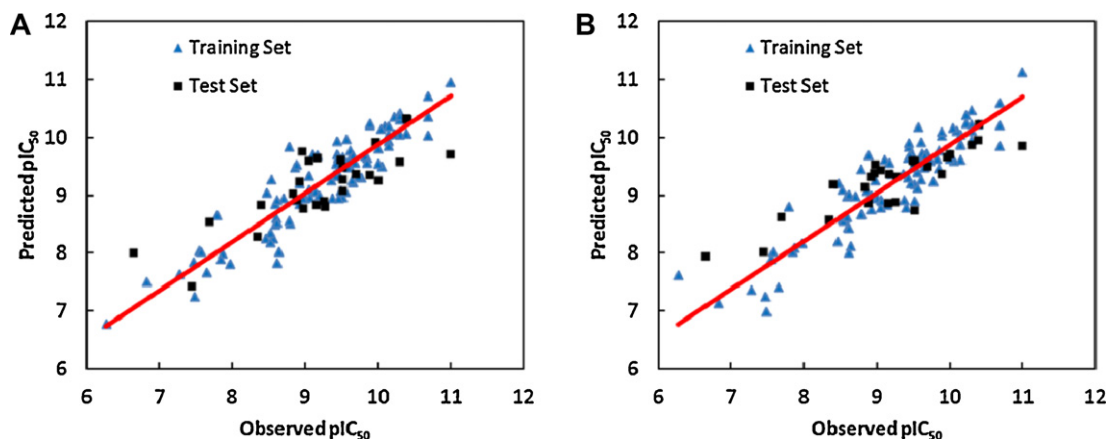 A
12
11
10
9
8
7
6
Predicted pIC50
Training Set
Test Set
6 7 8 9 10 11 12
Observed pIC50
B
12
11
10
9
8
7
6
Predicted pIC50
Training Set
Test Set
6 7 8 9 10 11 12
Observed pIC50